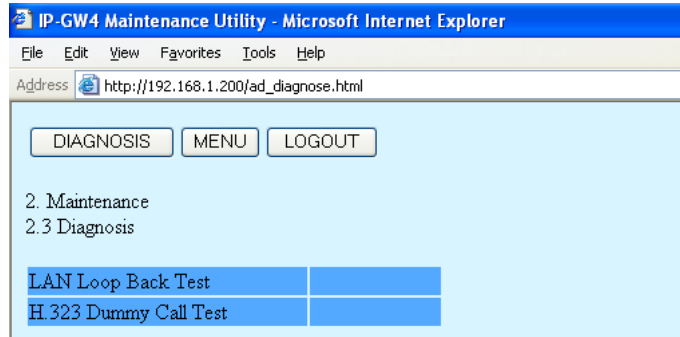 IP-GW4 Maintenance Utility - Microsoft Internet Explorer
File Edit View Favorites Tools Help
Address http://192.168.1.200/ad_diagnose.html
DIAGNOSIS MENU LOGOUT
2. Maintenance
2.3 Diagnosis
LAN Loop Back Test
H.323 Dummy Call Test